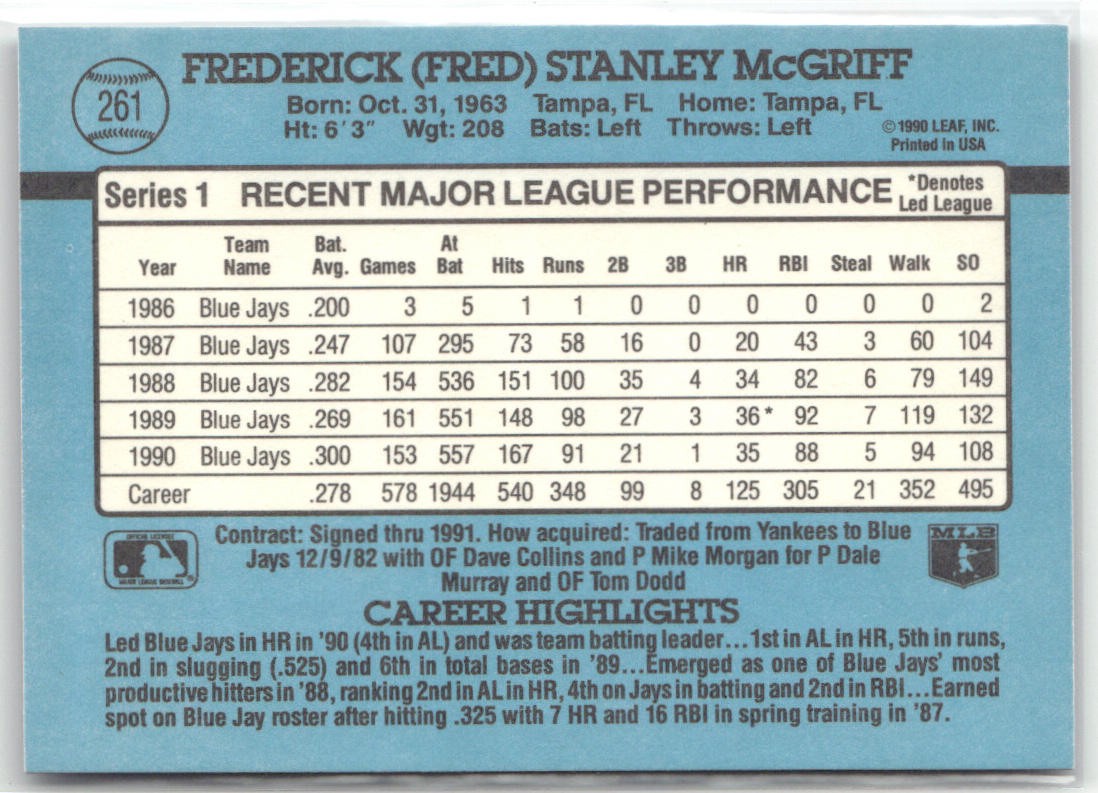 261
FREDERICK (FRED) STANLEY McGRIFF
Born: Oct. 31, 1963 Tampa, FL Home: Tampa, FL
Ht: 6'3" Wgt: 208 Bats: Left Throws: Left
©1990 LEAF, INC.
Printed in USA
Series 1 RECENT MAJOR LEAGUE PERFORMANCE
*Denotes
Led League
Year Team Name Bat. Avg. Games At Bat Hits Runs 2B 3B HR RBI Steal Walk SO
1986 Blue Jays .200 3 5 1 1 0 0 0 0 0 0 2
1987 Blue Jays .247 107 295 73 58 16 0 20 43 3 60 104
1988 Blue Jays .282 154 536 151 100 35 4 34 82 6 79 149
1989 Blue Jays .269 161 551 148 98 27 3 36* 92 7 119 132
1990 Blue Jays .300 153 557 167 91 21 1 35 88 5 94 108
Career .278 578 1944 540 348 99 8 125 305 21 352 495
OFFICIAL LICENSEE
MAJOR LEAGUE BASEBALL
Contract: Signed thru 1991. How acquired: Traded from Yankees to Blue
Jays 12/9/82 with OF Dave Collins and P Mike Morgan for P Dale
Murray and OF Tom Dodd
MLB
CAREER HIGHLIGHTS
Led Blue Jays in HR in '90 (4th in AL) and was team batting leader...1st in AL in HR, 5th in runs,
2nd in slugging (.525) and 6th in total bases in '89...Emerged as one of Blue Jays' most
productive hitters in '88, ranking 2nd in AL in HR, 4th on Jays in batting and 2nd in RBI...Earned
spot on Blue Jay roster after hitting .325 with 7 HR and 16 RBI in spring training in '87.